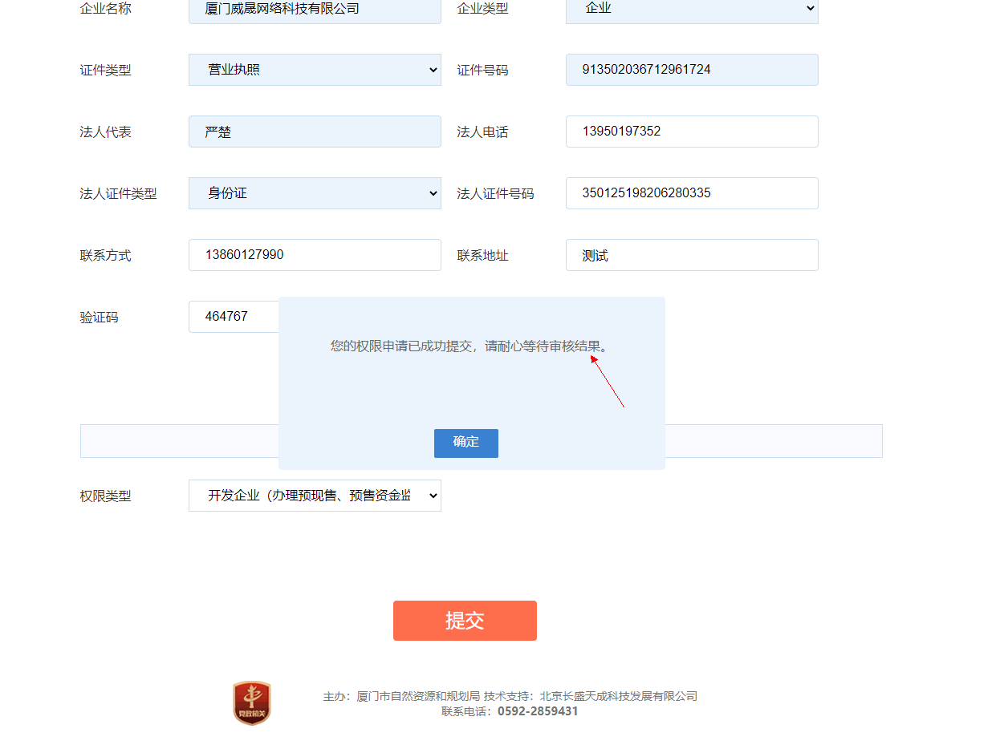 企业名称 厦门威晟网络科技有限公司 企业类型 企业
证件类型 营业执照 证件号码 913502036712961724
法人代表 严楚 法人电话 13950197352
法人证件类型 身份证 法人证件号码 350125198206280335
联系方式 13860127990 联系地址 测试
验证码 464767
您的权限申请已成功提交，请耐心等待审核结果。
确定
权限类型 开发企业（办理预现售、预售资金监
提交
党政机关
主办：厦门市自然资源和规划局 技术支持：北京长盛天成科技发展有限公司
联系电话：0592-2859431